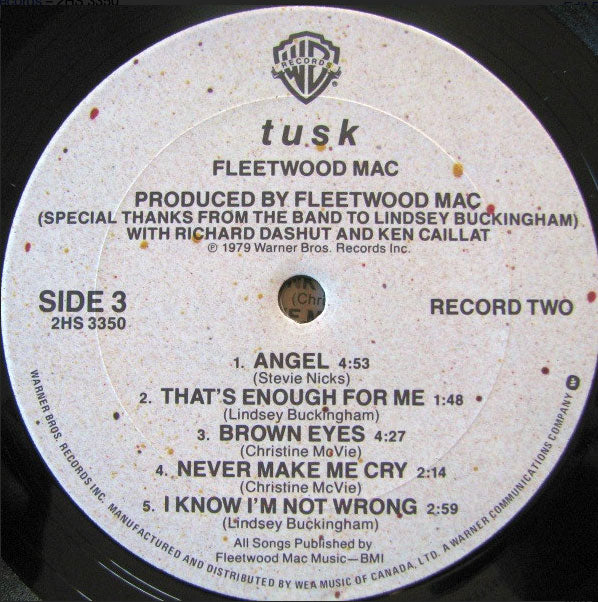 2HS 3350
WB
RECORDS
®
tusk
FLEETWOOD MAC
PRODUCED BY FLEETWOOD MAC
(SPECIAL THANKS FROM THE BAND TO LINDSEY BUCKINGHAM)
WITH RICHARD DASHUT AND KEN CAILLAT
℗ 1979 Warner Bros. Records Inc.
SIDE 3
2HS 3350
(Chri
RECORD TWO
1. ANGEL 4:53
(Stevie Nicks)
2. THAT'S ENOUGH FOR ME 1:48
(Lindsey Buckingham)
3. BROWN EYES 4:27
(Christine McVie)
4. NEVER MAKE ME CRY 2:14
(Christine McVie)
5. I KNOW I'M NOT WRONG 2:59
(Lindsey Buckingham)
All Songs Published by
Fleetwood Mac Music—BMI
WARNER BROS. RECORDS INC. MANUFACTURED AND DISTRIBUTED BY WEA MUSIC OF CANADA, LTD. A WARNER COMMUNICATIONS COMPANY